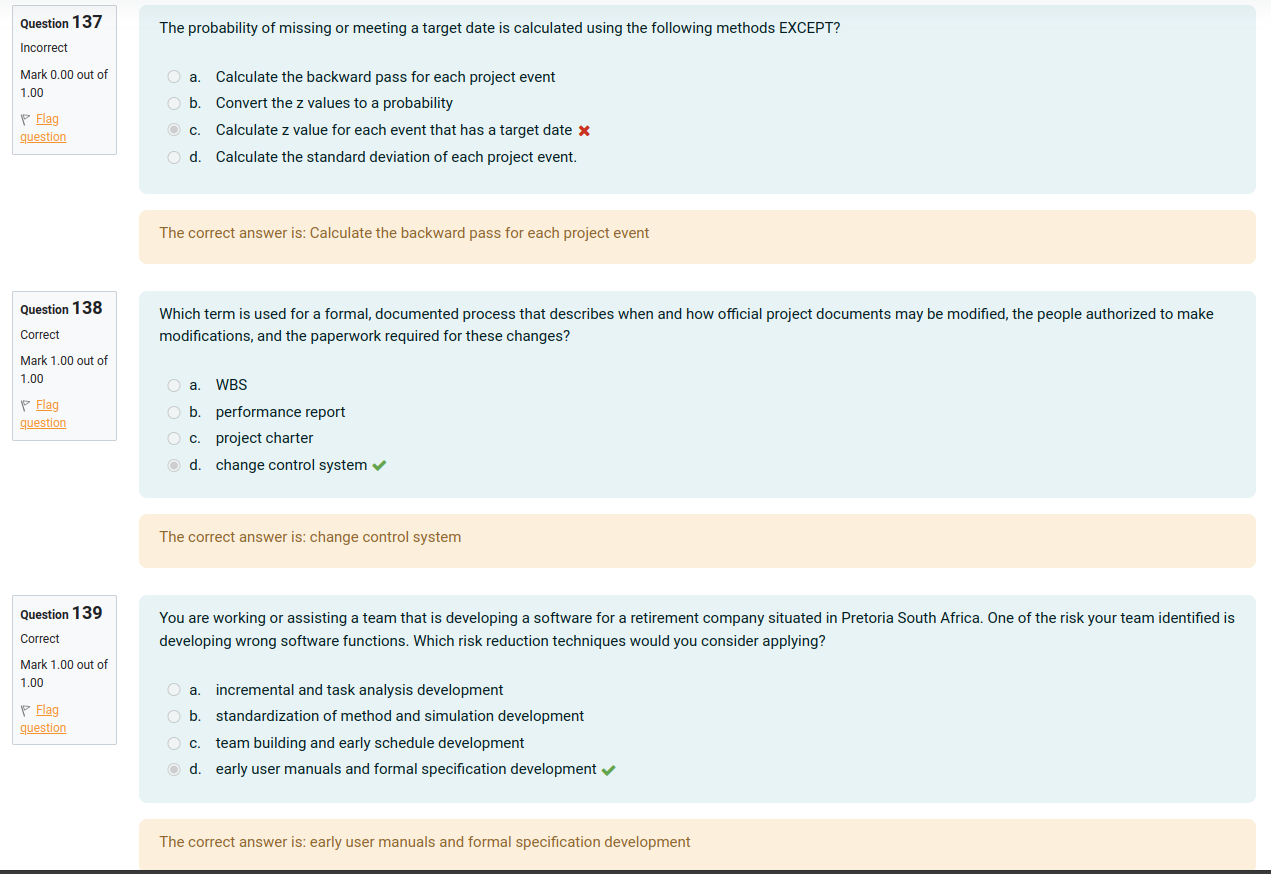 Question 137
Incorrect
Mark 0.00 out of
1.00
Flag
question
The probability of missing or meeting a target date is calculated using the following methods EXCEPT?
a. Calculate the backward pass for each project event
b. Convert the z values to a probability
c. Calculate z value for each event that has a target date
d. Calculate the standard deviation of each project event.
The correct answer is: Calculate the backward pass for each project event
Question 138
Correct
Mark 1.00 out of
1.00
Flag
question
Which term is used for a formal, documented process that describes when and how official project documents may be modified, the people authorized to make
modifications, and the paperwork required for these changes?
a. WBS
b. performance report
c. project charter
d. change control system
The correct answer is: change control system
Question 139
Correct
Mark 1.00 out of
1.00
Flag
question
You are working or assisting a team that is developing a software for a retirement company situated in Pretoria South Africa. One of the risk your team identified is
developing wrong software functions. Which risk reduction techniques would you consider applying?
a. incremental and task analysis development
b. standardization of method and simulation development
c. team building and early schedule development
d. early user manuals and formal specification development
The correct answer is: early user manuals and formal specification development